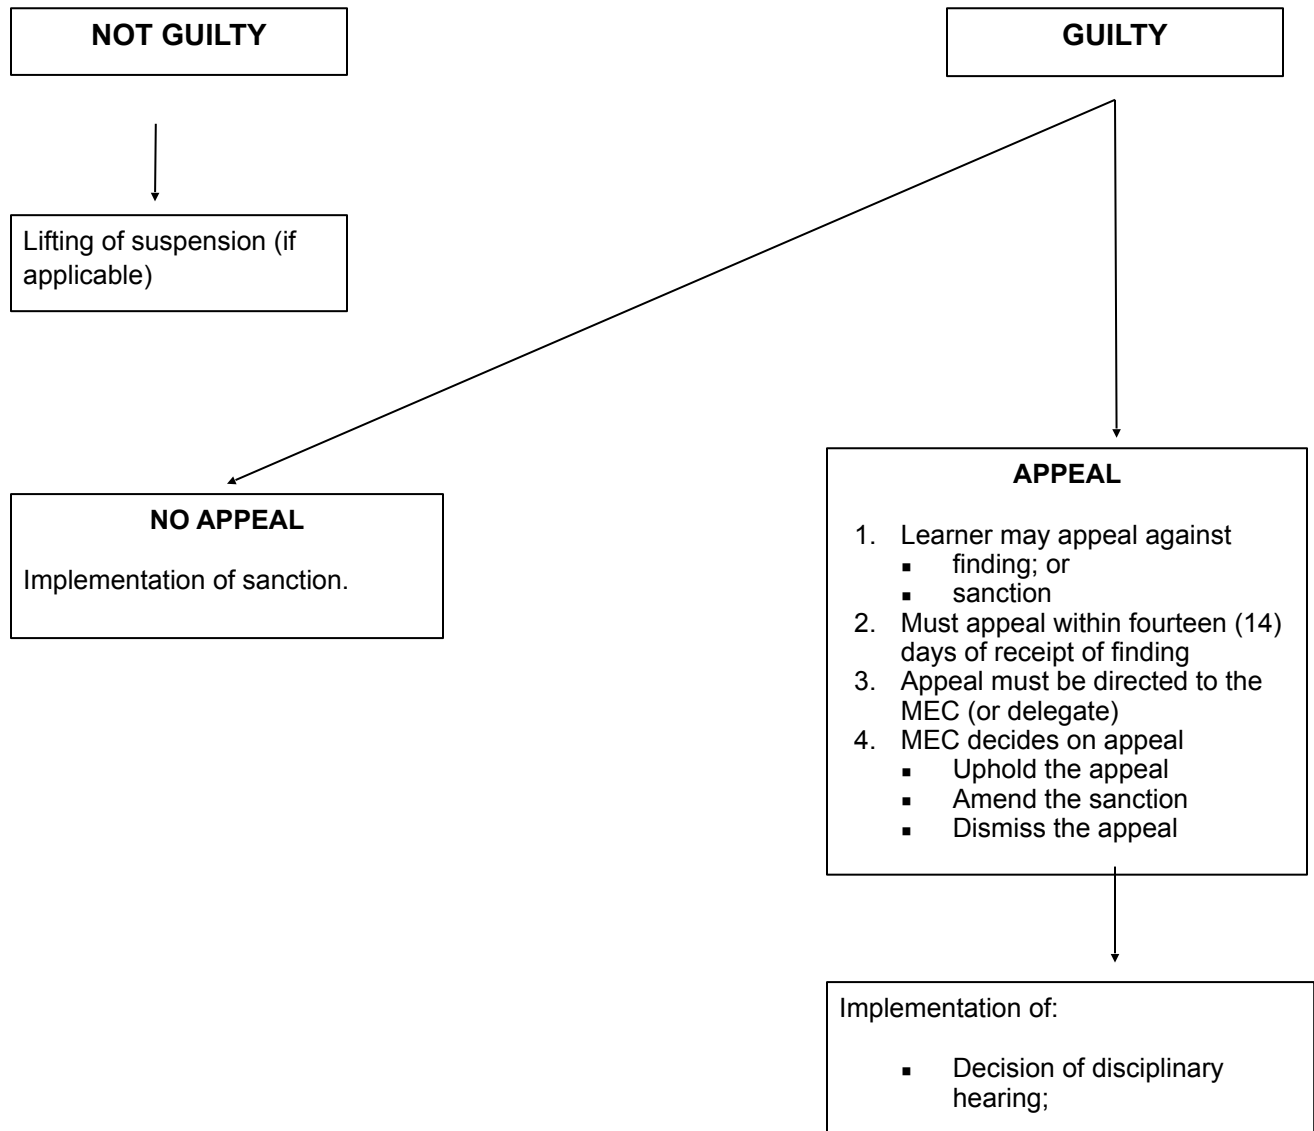 NOT GUILTY
GUILTY
Lifting of suspension (if
applicable)
NO APPEAL
Implementation of sanction.
APPEAL
1. Learner may appeal against
▪ finding; or
▪ sanction
2. Must appeal within fourteen (14)
days of receipt of finding
3. Appeal must be directed to the
MEC (or delegate)
4. MEC decides on appeal
▪ Uphold the appeal
▪ Amend the sanction
▪ Dismiss the appeal
Implementation of:
▪ Decision of disciplinary
hearing;